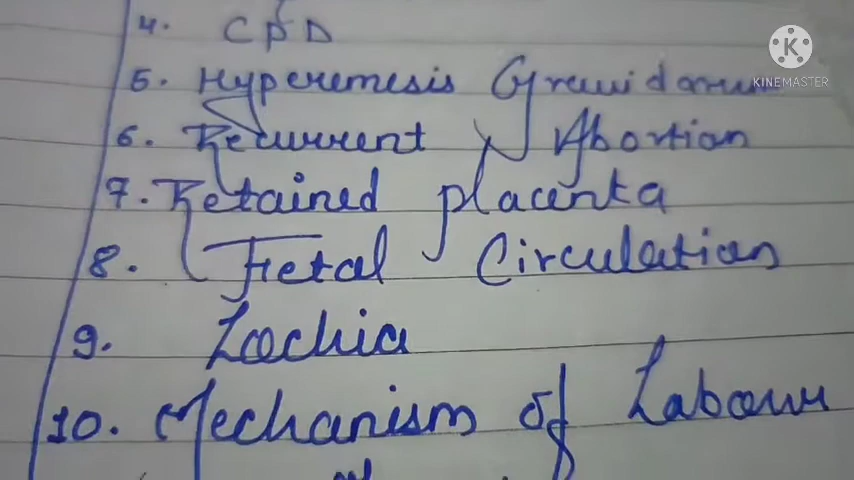 4. CPD
5. Hyperemesis Gravidarum
6. Recurrent Abortion
7. Retained placenta
8. Fetal Circulation
9. Lochia
10. Mechanism of Labour
K
KINEMASTER